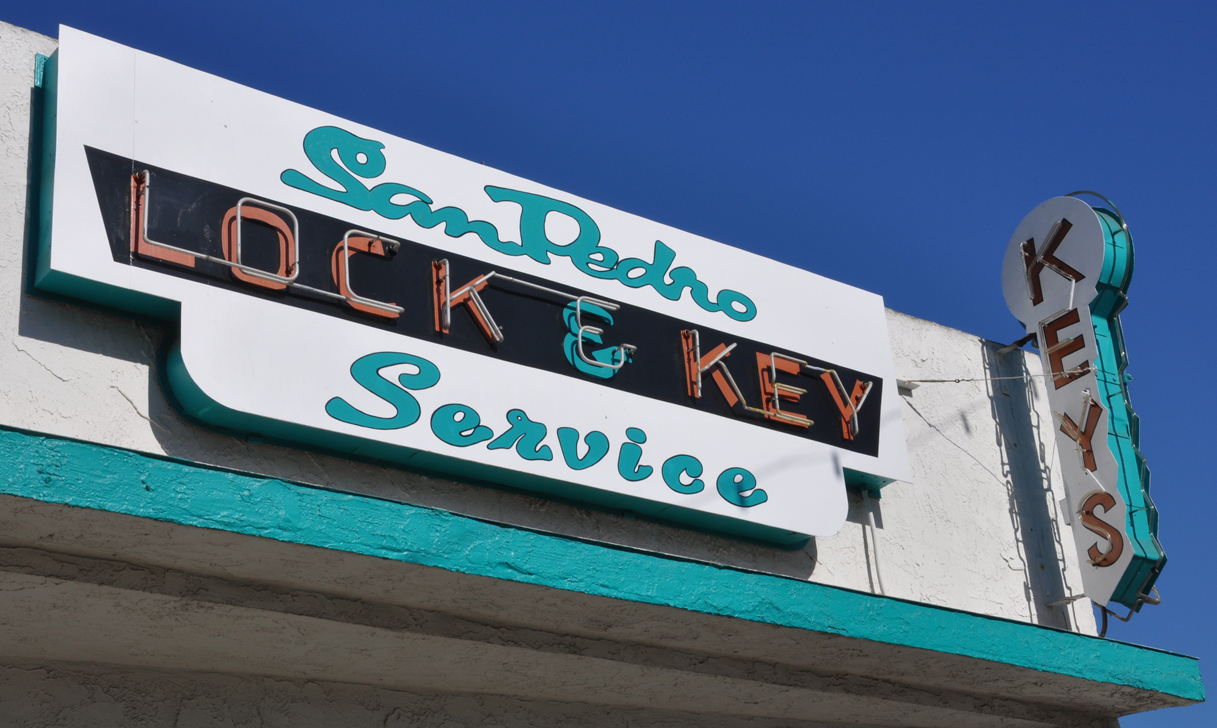 San Pedro
LOCK & KEY
Service
KEYS